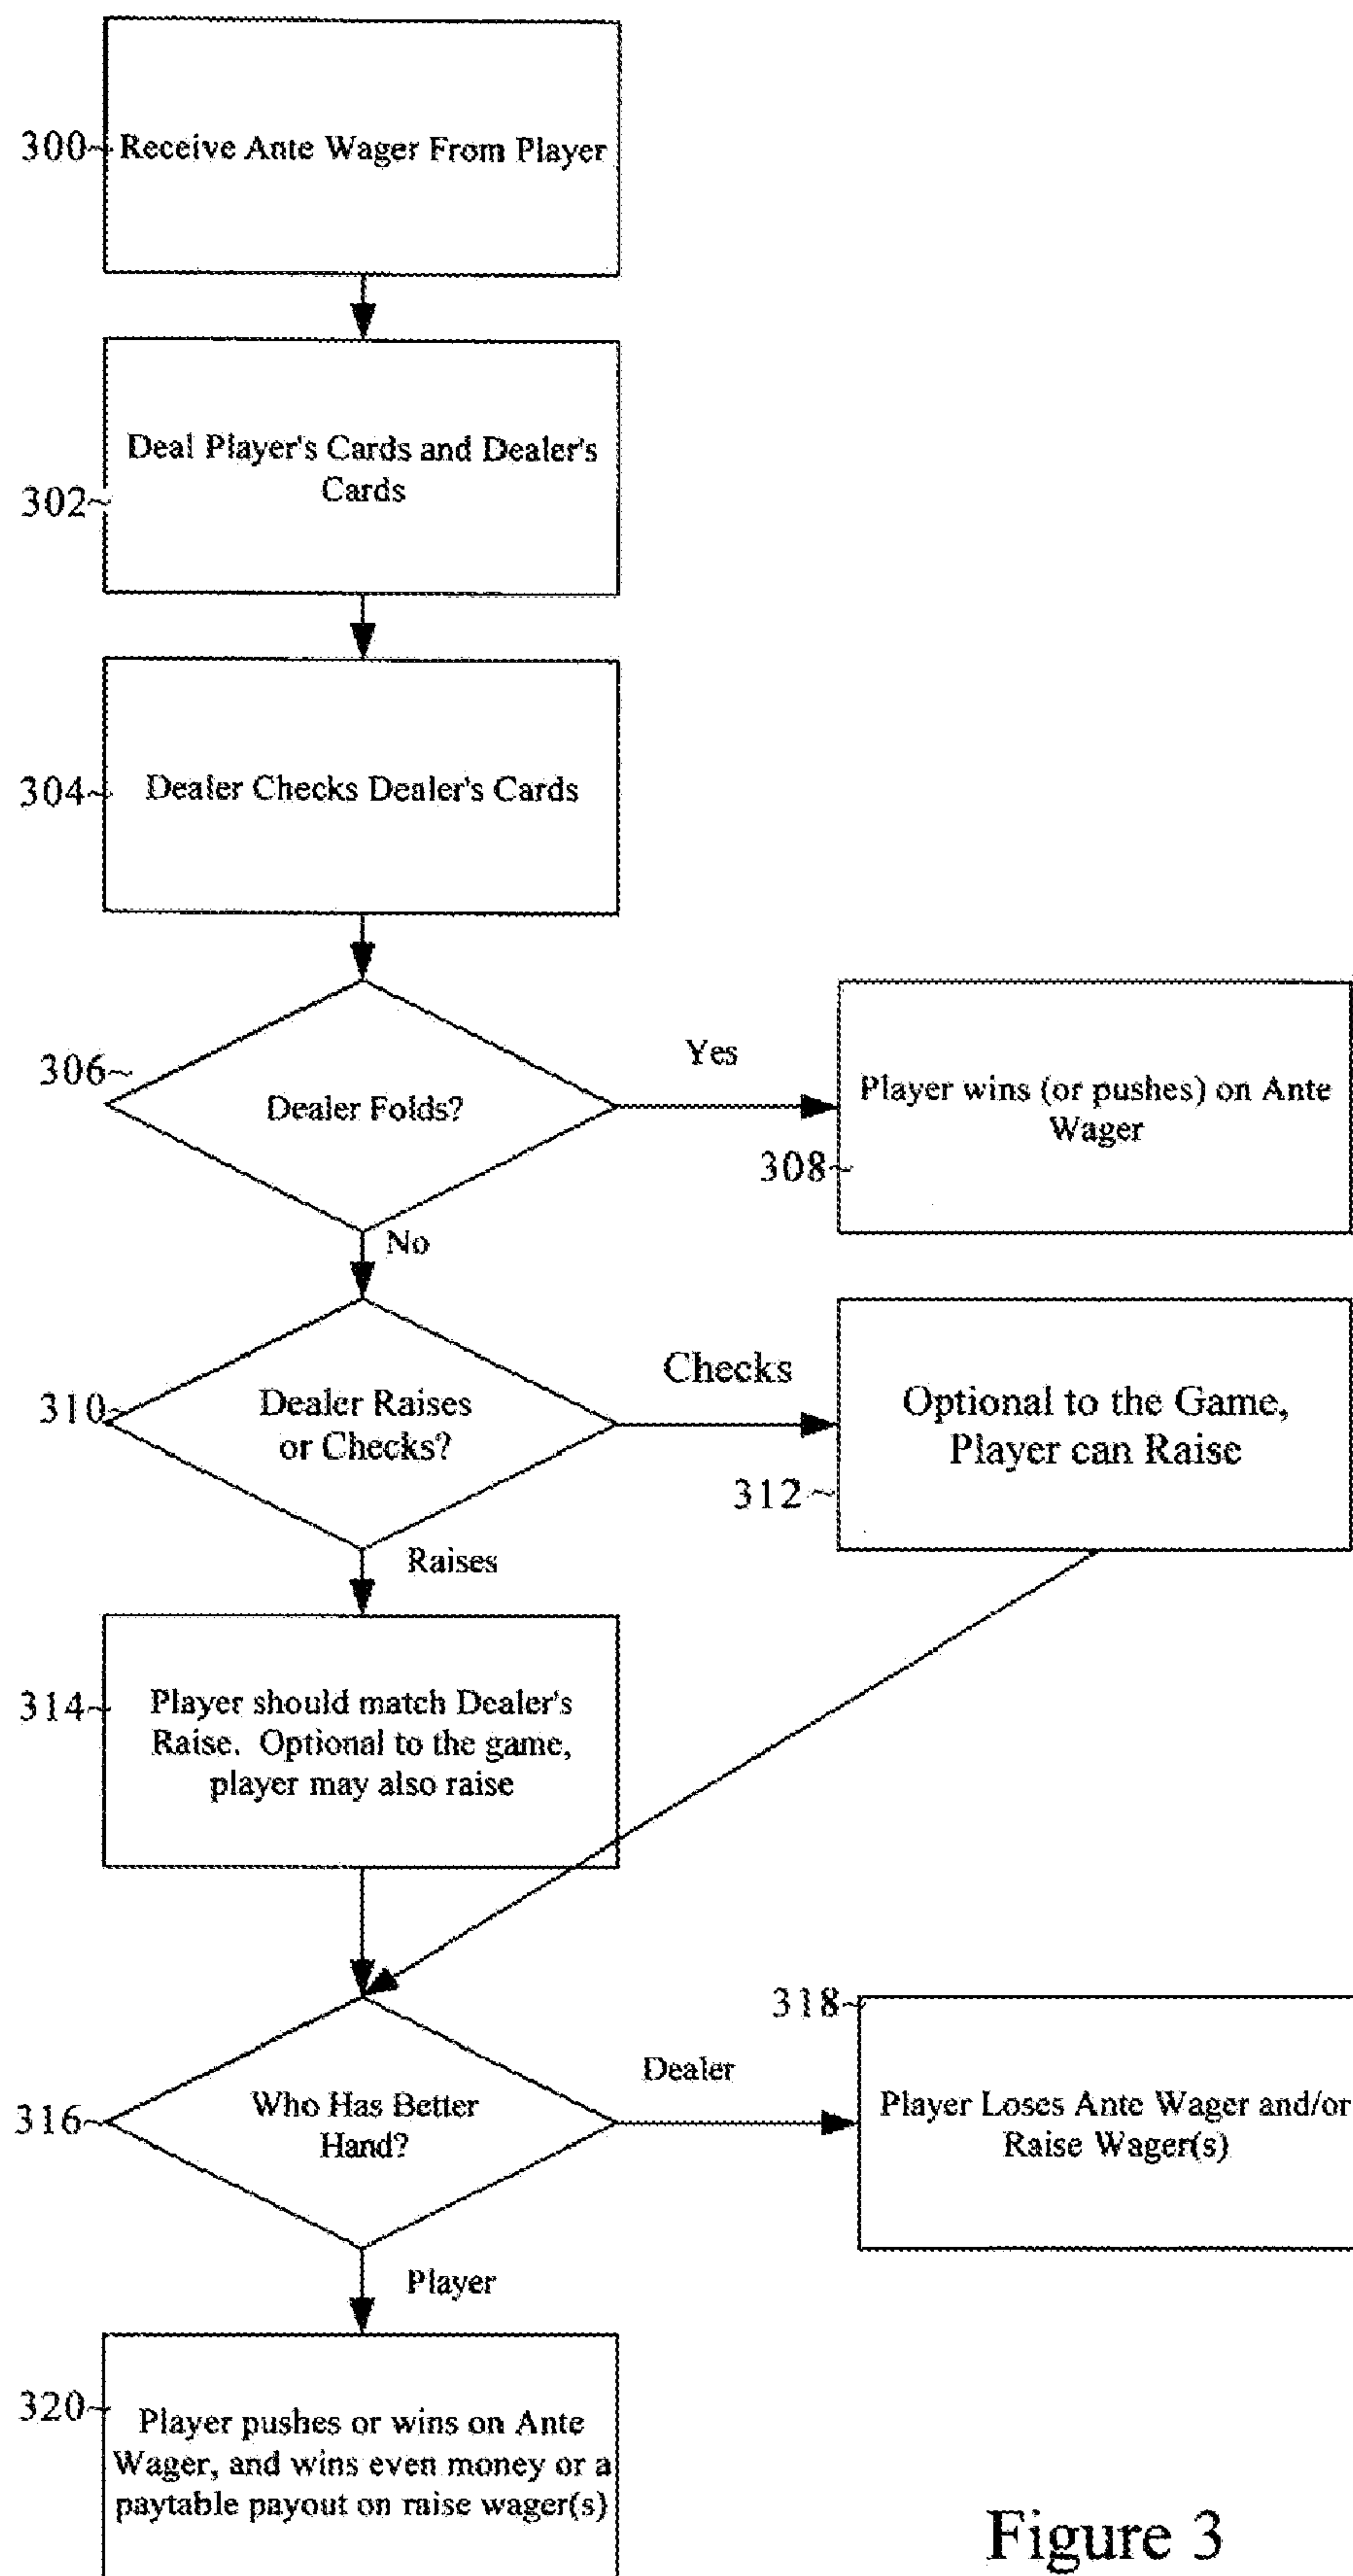 300
Receive Ante Wager From Player
302
Deal Player's Cards and Dealer's
Cards
304
Dealer Checks Dealer's Cards
306
Dealer Folds?
Yes
Player wins (or pushes) on Ante
Wager
308
No
310
Dealer Raises
or Checks?
Checks
Optional to the Game,
Player can Raise
312
Raises
314
Player should match Dealer's
Raise. Optional to the game,
player may also raise
316
Who Has Better
Hand?
Dealer
318
Player Loses Ante Wager and/or
Raise Wager(s)
Player
320
Player pushes or wins on Ante
Wager, and wins even money or a
paytable payout on raise wager(s)
Figure 3